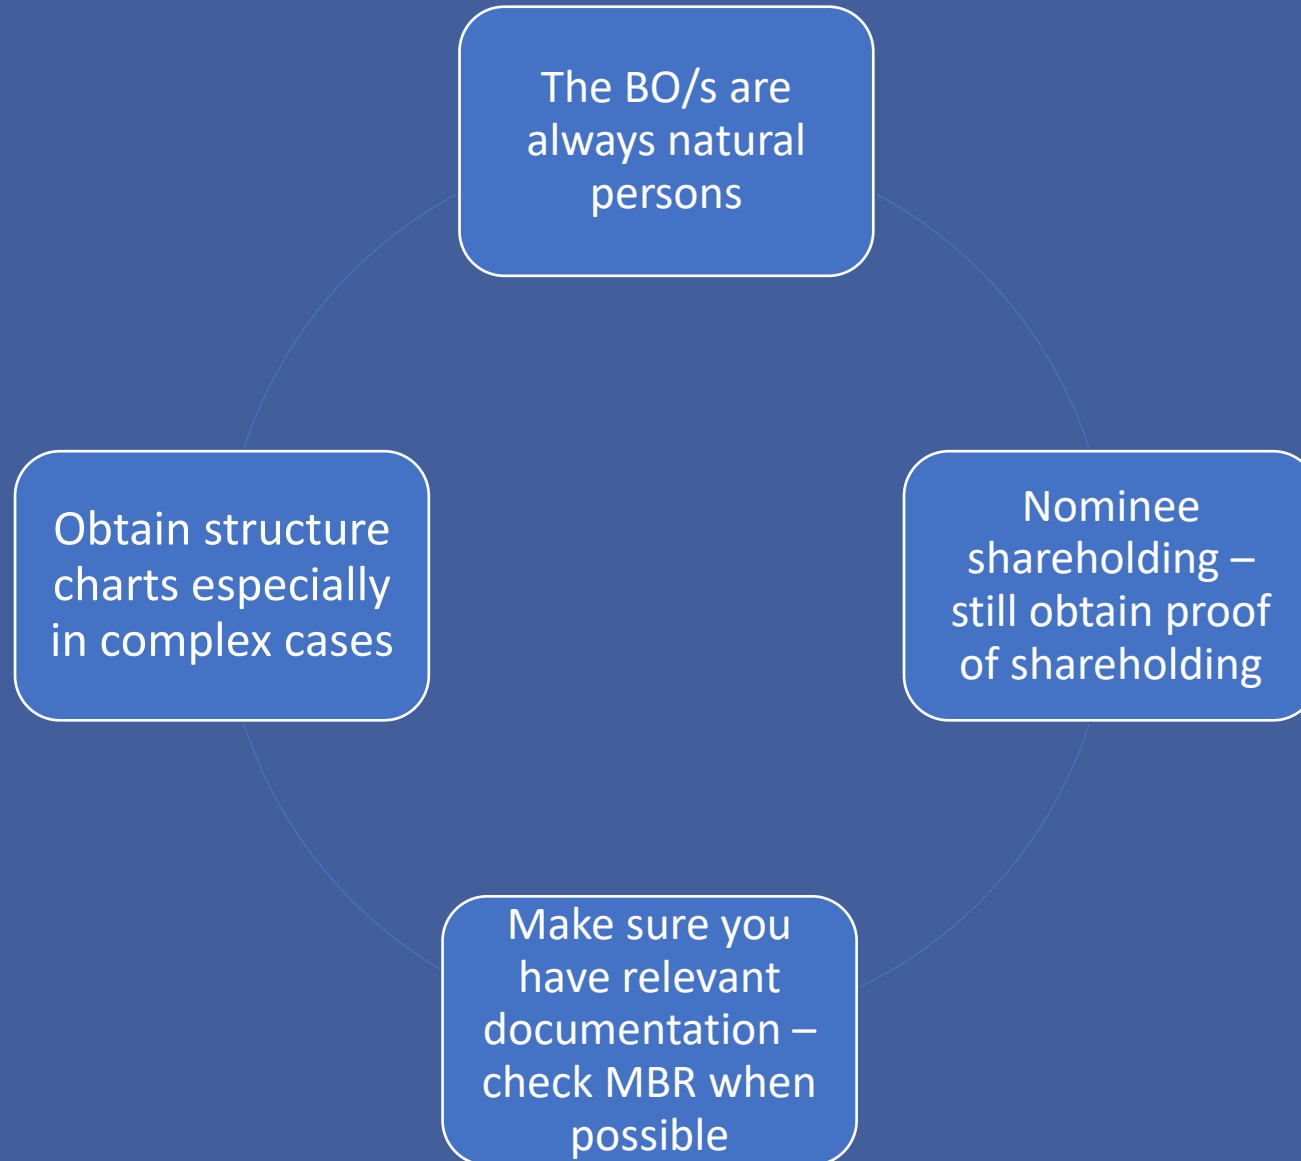 The BO/s are
always natural
persons
Nominee
shareholding –
still obtain proof
of shareholding
Make sure you
have relevant
documentation –
check MBR when
possible
Obtain structure
charts especially
in complex cases